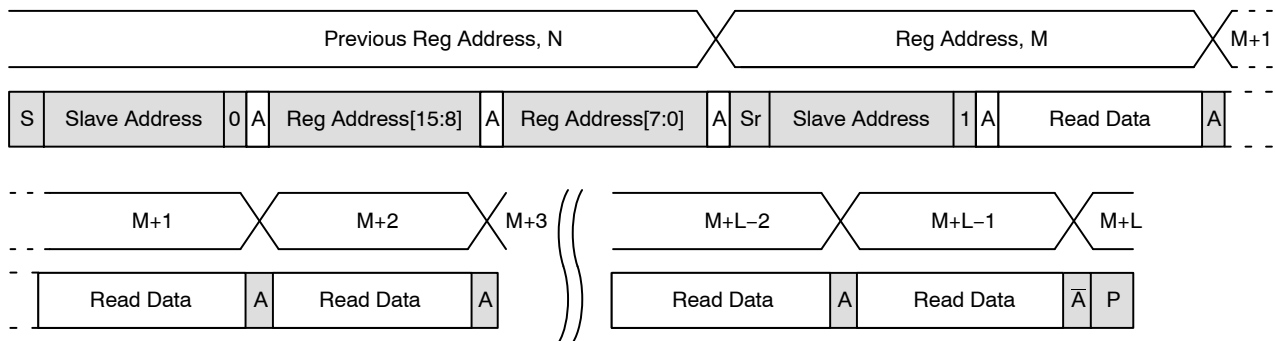 Previous Reg Address, N Reg Address, M M+1
S Slave Address 0 A Reg Address[15:8] A Reg Address[7:0] A Sr Slave Address 1 A Read Data A
M+1 M+2 M+3 M+L−2 M+L−1 M+L
Read Data A Read Data A Read Data A Read Data A̅ P